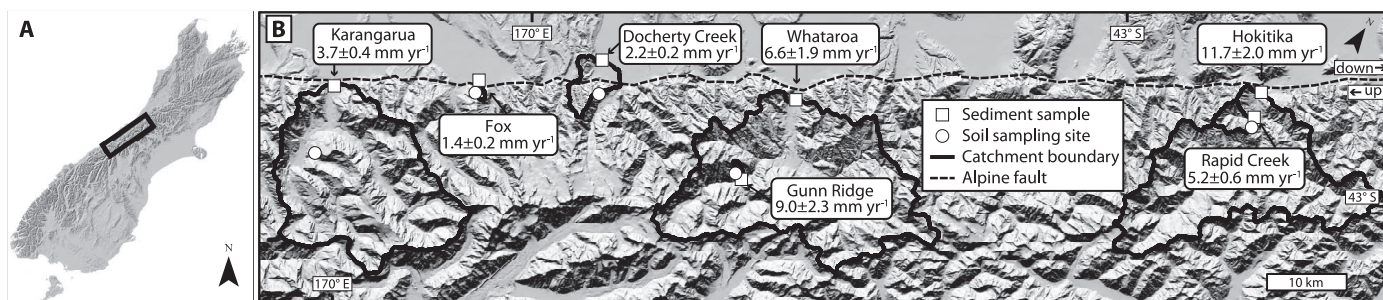 A
N
B
Karangarua
3.7±0.4 mm yr⁻¹
170° E
Docherty Creek
2.2±0.2 mm yr⁻¹
Whataroa
6.6±1.9 mm yr⁻¹
43° S
Hokitika
11.7±2.0 mm yr⁻¹
N
down→
←up
Fox
1.4±0.2 mm yr⁻¹
Sediment sample
Soil sampling site
Catchment boundary
Alpine fault
Gunn Ridge
9.0±2.3 mm yr⁻¹
Rapid Creek
5.2±0.6 mm yr⁻¹
43° S
170° E
10 km